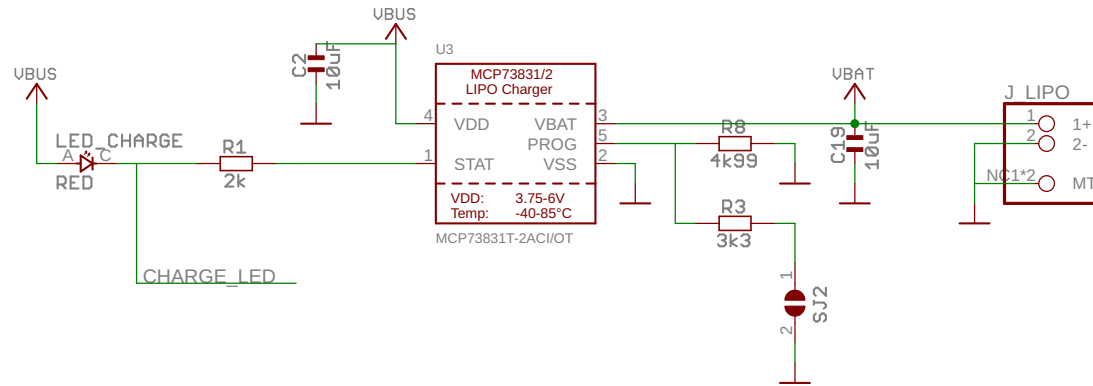 VBUS
VBUS
C2
10uF
U3
MCP73831/2
LIPO Charger
4
VDD
VBAT
3
PROG
5
1
STAT
VSS
2
VDD: 3.75-6V
Temp: -40-85°C
MCP73831T-2ACI/OT
LED_CHARGE
A
C
RED
R1
2k
CHARGE_LED
R8
4k99
R3
3k3
1
SJ2
2
VBAT
C19
10uF
J_LIPO
1
1+
2
2-
NC1*2
MT